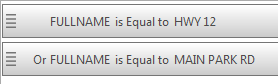 FULLNAME is Equal to HWY 12
Or FULLNAME is Equal to MAIN PARK RD